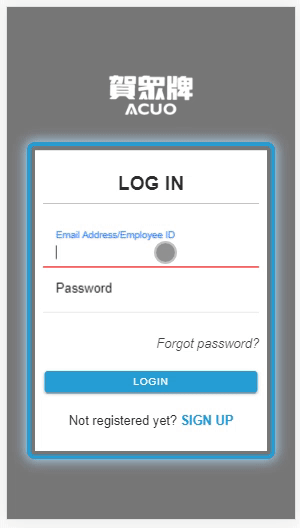 賀眾牌
ACUO
LOG IN
Email Address/Employee ID
Password
Forgot password?
LOGIN
Not registered yet? SIGN UP